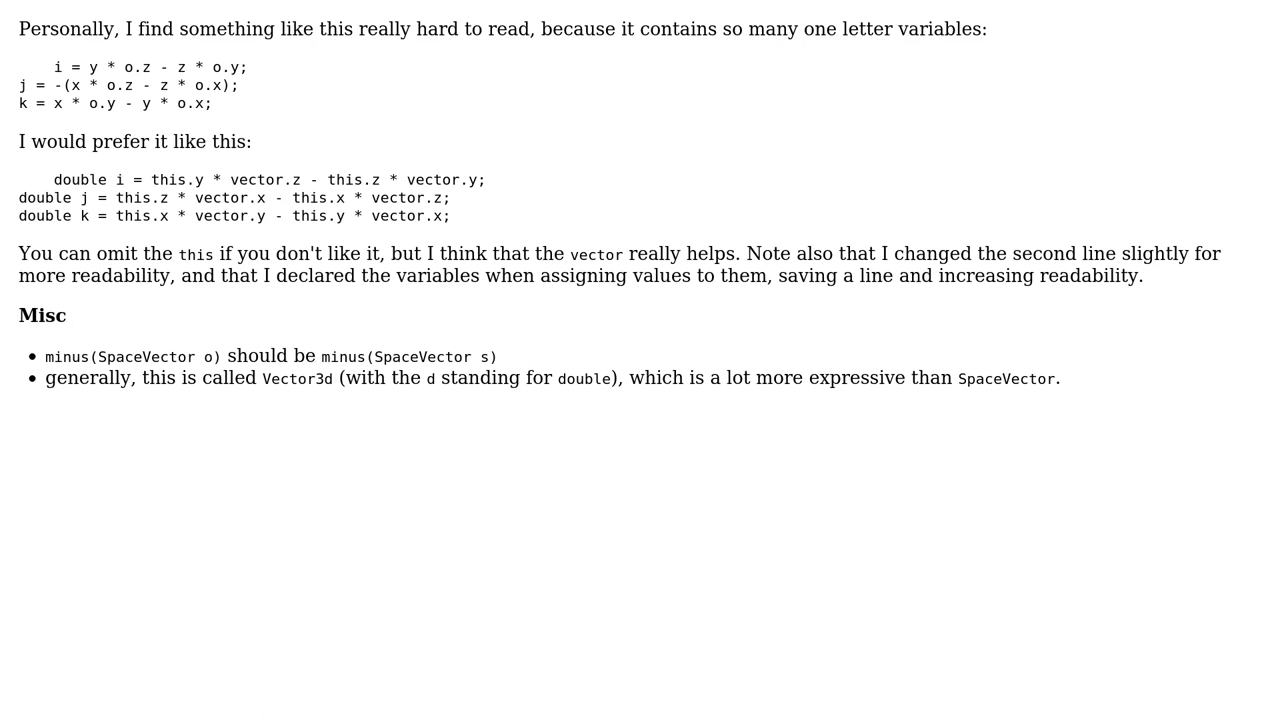 Personally, I find something like this really hard to read, because it contains so many one letter variables:
    i = y * o.z - z * o.y;
j = -(x * o.z - z * o.x);
k = x * o.y - y * o.x;
I would prefer it like this:
    double i = this.y * vector.z - this.z * vector.y;
double j = this.z * vector.x - this.x * vector.z;
double k = this.x * vector.y - this.y * vector.x;
You can omit the this if you don't like it, but I think that the vector really helps. Note also that I changed the second line slightly for
more readability, and that I declared the variables when assigning values to them, saving a line and increasing readability.
Misc
• minus(SpaceVector o) should be minus(SpaceVector s)
• generally, this is called Vector3d (with the d standing for double), which is a lot more expressive than SpaceVector.